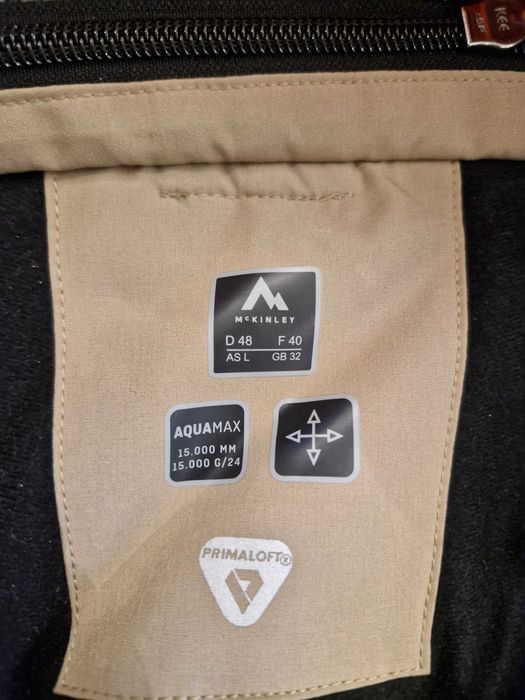 McKINLEY
D 48 F 40
AS L GB 32
AQUAMAX
15.000 MM
15.000 G/24
PRIMALOFT®